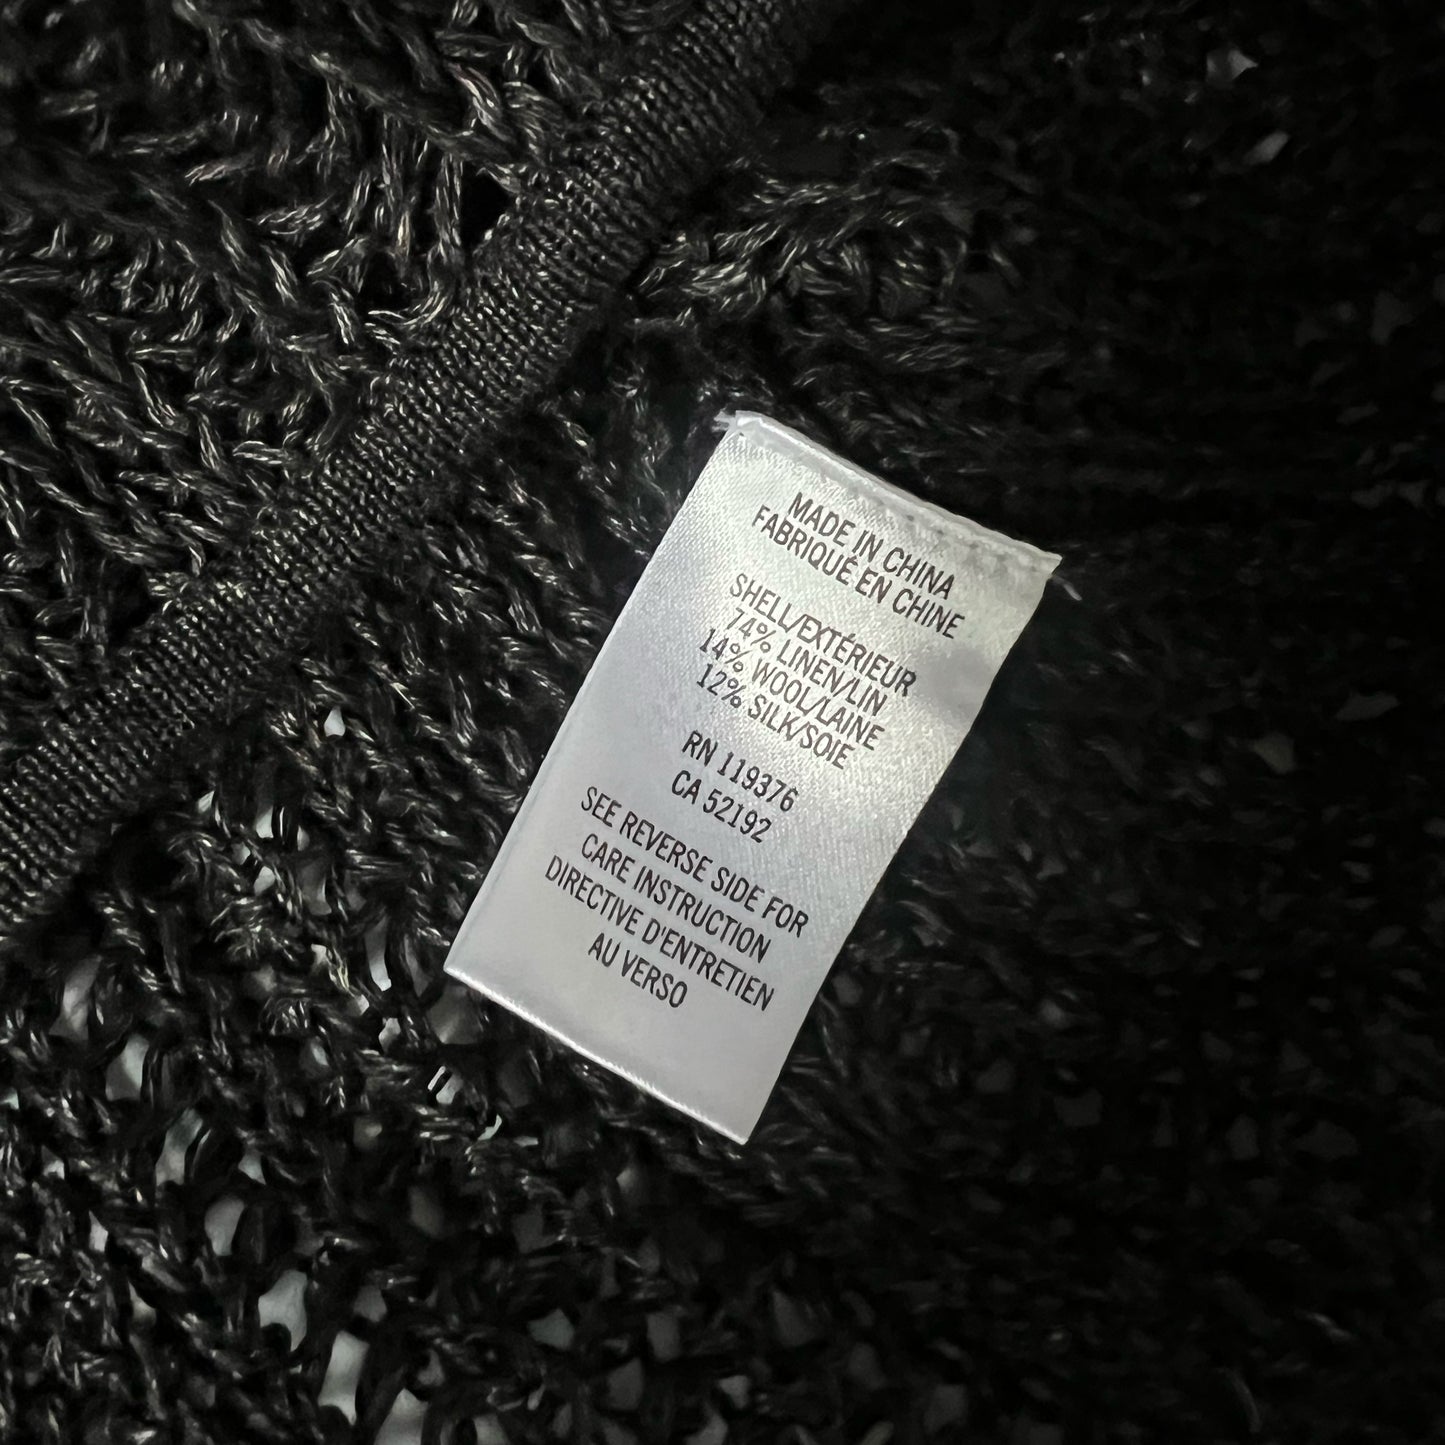 MADE IN CHINA
FABRIQUÉ EN CHINE
SHELL/EXTÉRIEUR
74% LINEN/LIN
14% WOOL/LAINE
12% SILK/SOIE
RN 119376
CA 52192
SEE REVERSE SIDE FOR
CARE INSTRUCTION
DIRECTIVE D'ENTRETIEN
AU VERSO